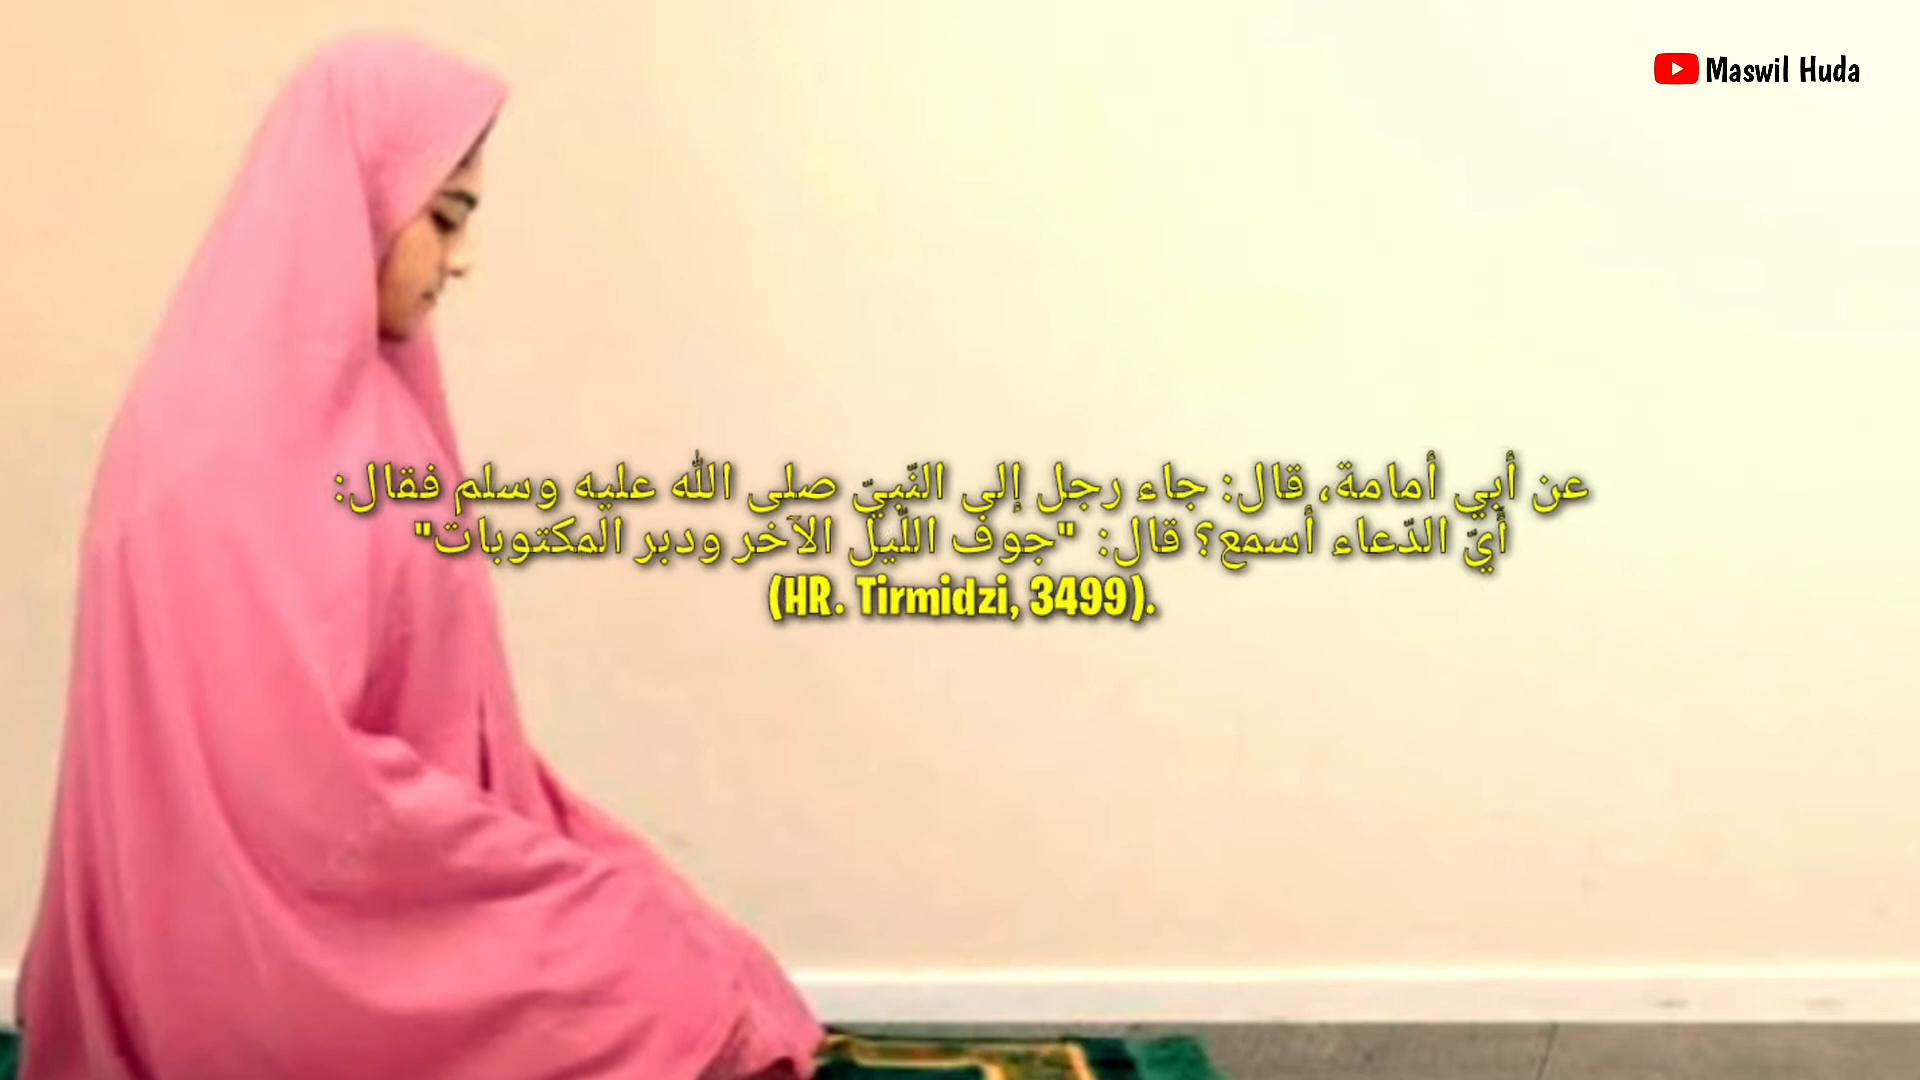 Maswil Huda
عن أبي أمامة، قال: جاء رجل إلى النّبيّ صلى الله عليه وسلم فقال:
أيّ الدّعاء أسمع؟ قال: "جوف اللّيل الآخر ودبر المكتوبات"
(HR. Tirmidzi, 3499).